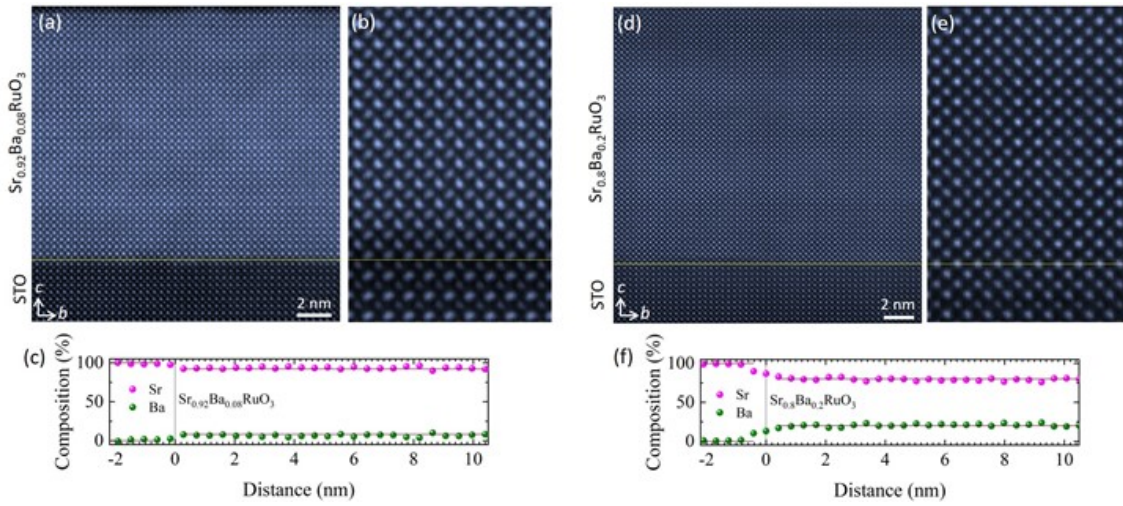 (a)
(b)
Sr0.92Ba0.08RuO3
STO
c
b
2 nm
(d)
(e)
Sr0.8Ba0.2RuO3
STO
c
b
2 nm
(c)
Composition (%)
100
50
0
Sr
Ba
Sr0.92Ba0.08RuO3
-2 0 2 4 6 8 10
Distance (nm)
(f)
Composition (%)
100
50
0
Sr
Ba
Sr0.8Ba0.2RuO3
-2 0 2 4 6 8 10
Distance (nm)